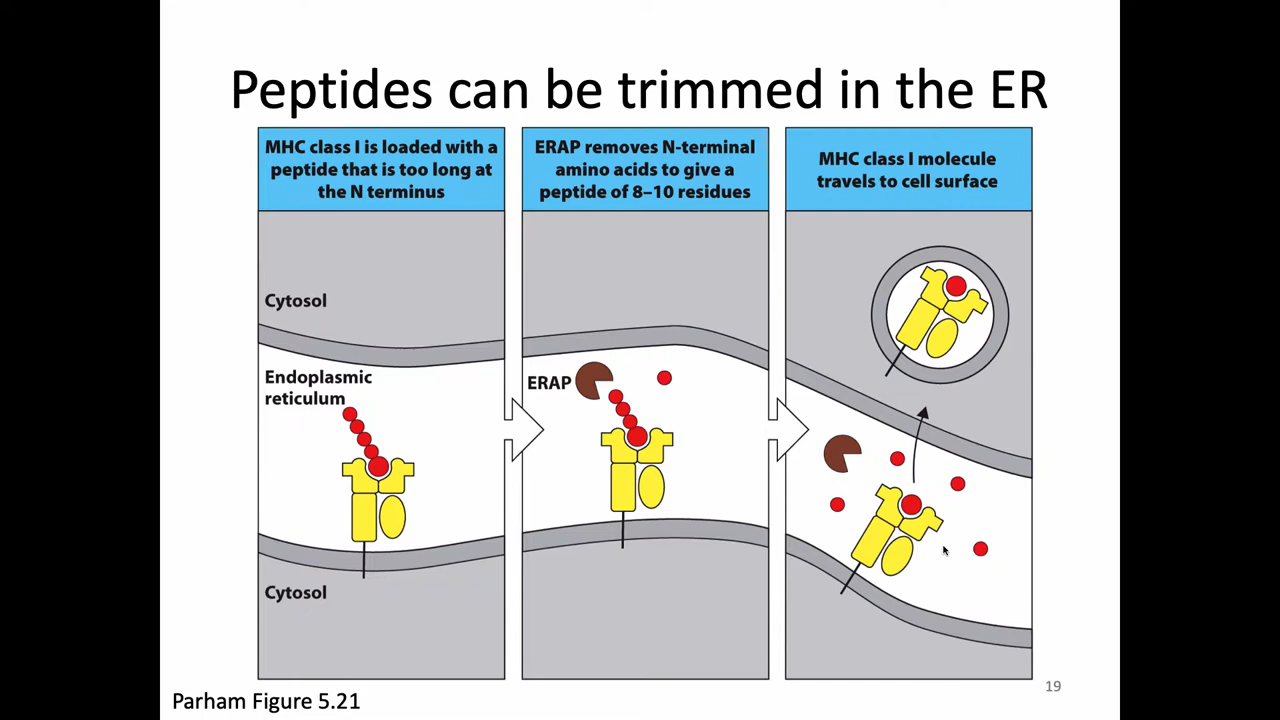 Peptides can be trimmed in the ER
MHC class I is loaded with a
peptide that is too long at
the N terminus
ERAP removes N-terminal
amino acids to give a
peptide of 8–10 residues
MHC class I molecule
travels to cell surface
Cytosol
Endoplasmic
reticulum
Cytosol
ERAP
Parham Figure 5.21
19